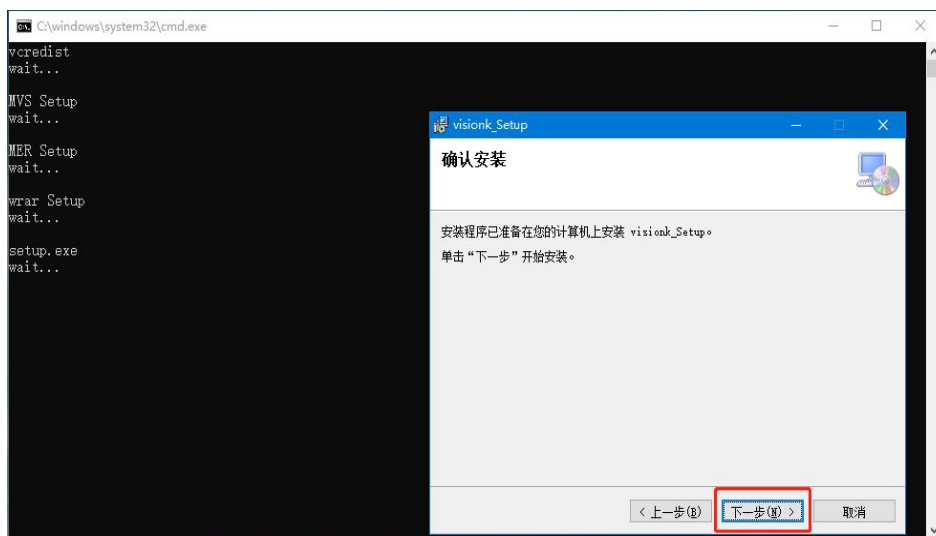 C:\windows\system32\cmd.exe
vcredist
wait...
MVS Setup
wait...
MER Setup
wait...
wrar Setup
wait...
setup.exe
wait...
visionk_Setup
确认安装
安装程序已准备在您的计算机上安装 visionk_Setup。
单击“下一步”开始安装。
< 上一步(B) 下一步(N) > 取消